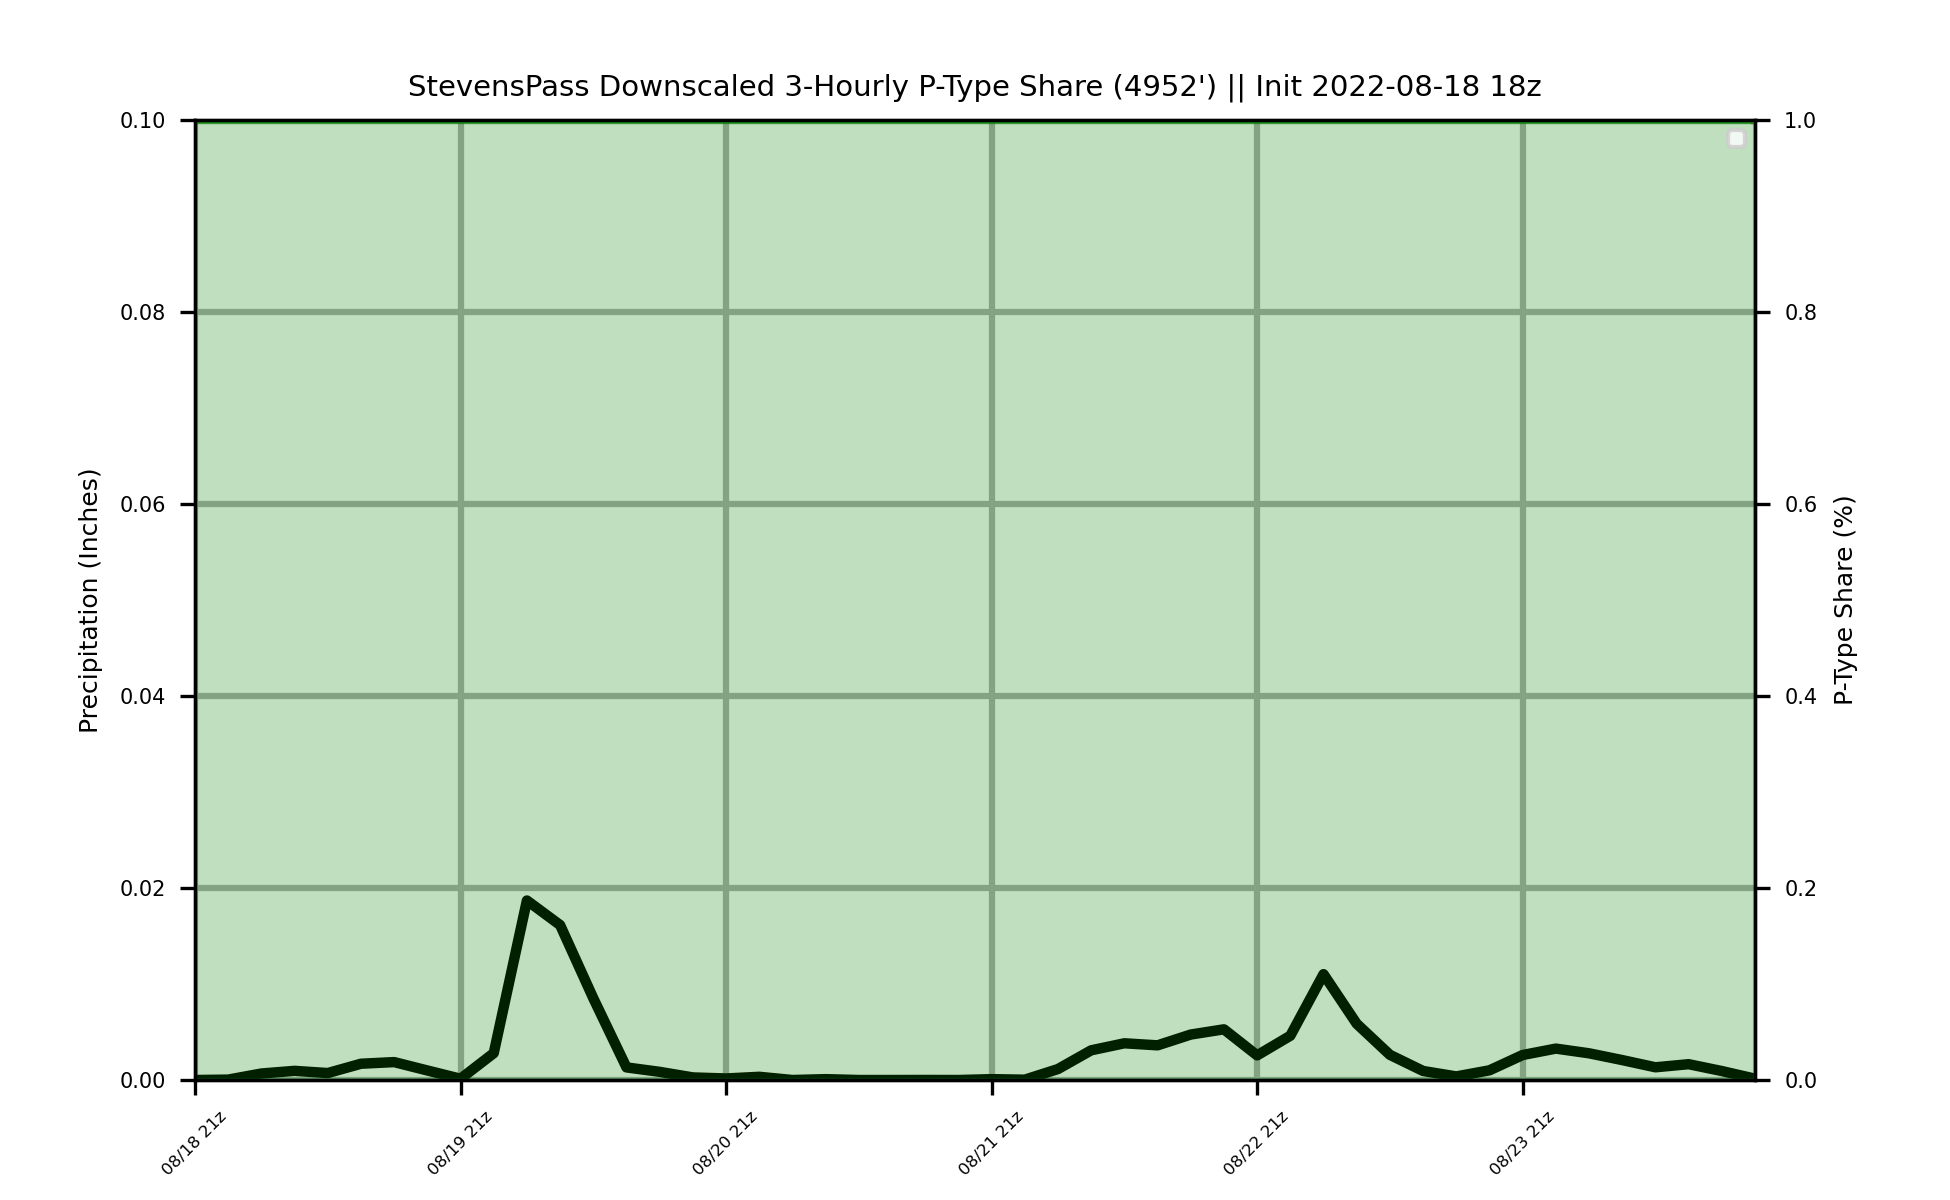 StevensPass Downscaled 3-Hourly P-Type Share (4952') || Init 2022-08-18 18z
Precipitation (Inches)
0.10
0.08
0.06
0.04
0.02
0.00
1.0
0.8
0.6
0.4
0.2
0.0
P-Type Share (%)
08/18 21z
08/19 21z
08/20 21z
08/21 21z
08/22 21z
08/23 21z